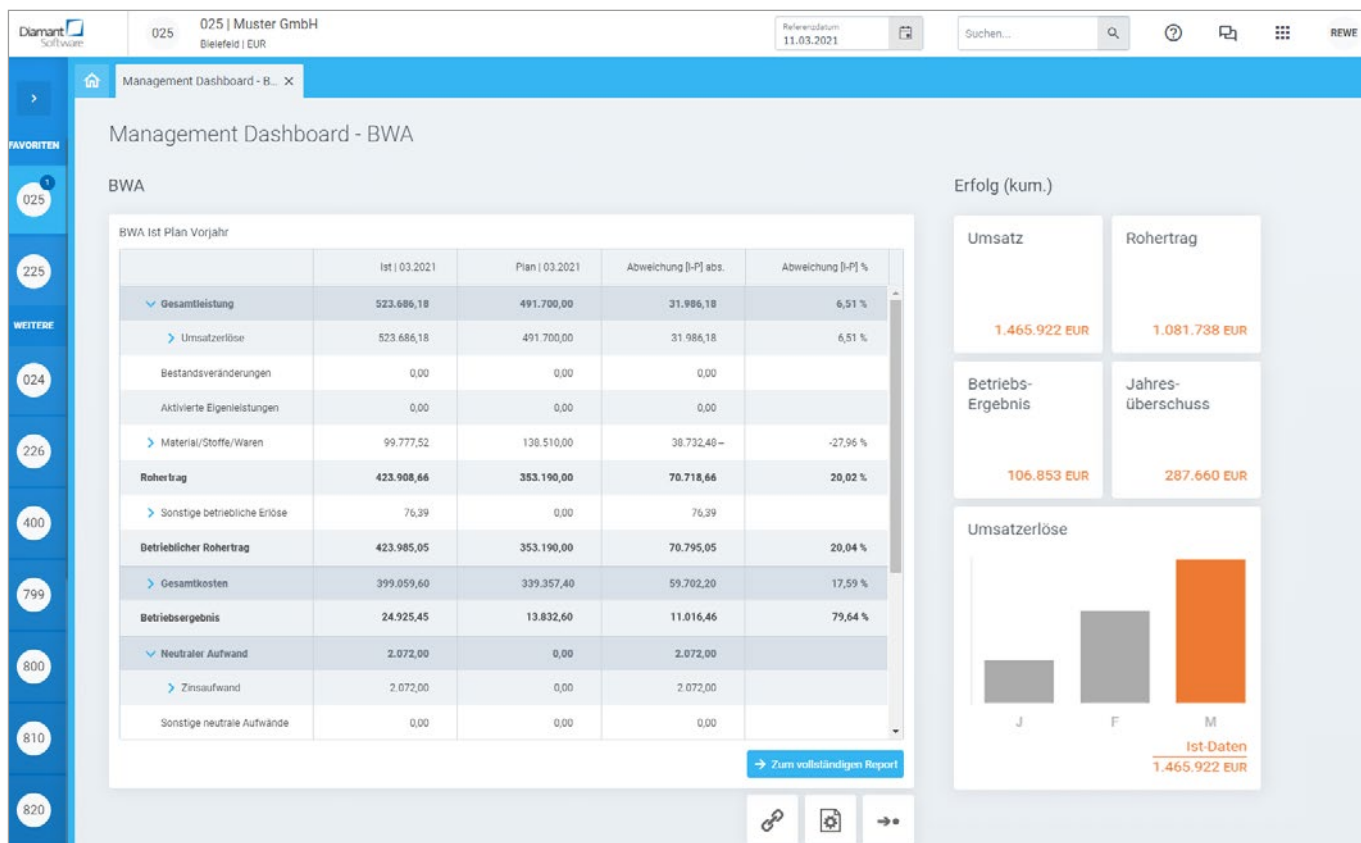 Diamant
Software
025
025 | Muster GmbH
Bielefeld | EUR
Referenzdatum
11.03.2021
Suchen...
REWE
Management Dashboard - B...
FAVORITEN
025
1
225
WEITERE
024
226
400
799
800
810
820
Management Dashboard - BWA
BWA
BWA Ist Plan Vorjahr
Ist | 03.2021 Plan | 03.2021 Abweichung [I-P] abs. Abweichung [I-P] %
Gesamtleistung 523.686,18 491.700,00 31.986,18 6,51 %
Umsatzerlöse 523.686,18 491.700,00 31.986,18 6,51 %
Bestandsveränderungen 0,00 0,00 0,00
Aktivierte Eigenleistungen 0,00 0,00 0,00
Material/Stoffe/Waren 99.777,52 138.510,00 38.732,48– -27,96 %
Rohertrag 423.908,66 353.190,00 70.718,66 20,02 %
Sonstige betriebliche Erlöse 76,39 0,00 76,39
Betrieblicher Rohertrag 423.985,05 353.190,00 70.795,05 20,04 %
Gesamtkosten 399.059,60 339.357,40 59.702,20 17,59 %
Betriebsergebnis 24.925,45 13.832,60 11.016,46 79,64 %
Neutraler Aufwand 2.072,00 0,00 2.072,00
Zinsaufwand 2.072,00 0,00 2.072,00
Sonstige neutrale Aufwände 0,00 0,00 0,00
Zum vollständigen Report
Erfolg (kum.)
Umsatz
1.465.922 EUR
Rohertrag
1.081.738 EUR
Betriebs-
Ergebnis
106.853 EUR
Jahres-
überschuss
287.660 EUR
Umsatzerlöse
J F M
Ist-Daten
1.465.922 EUR